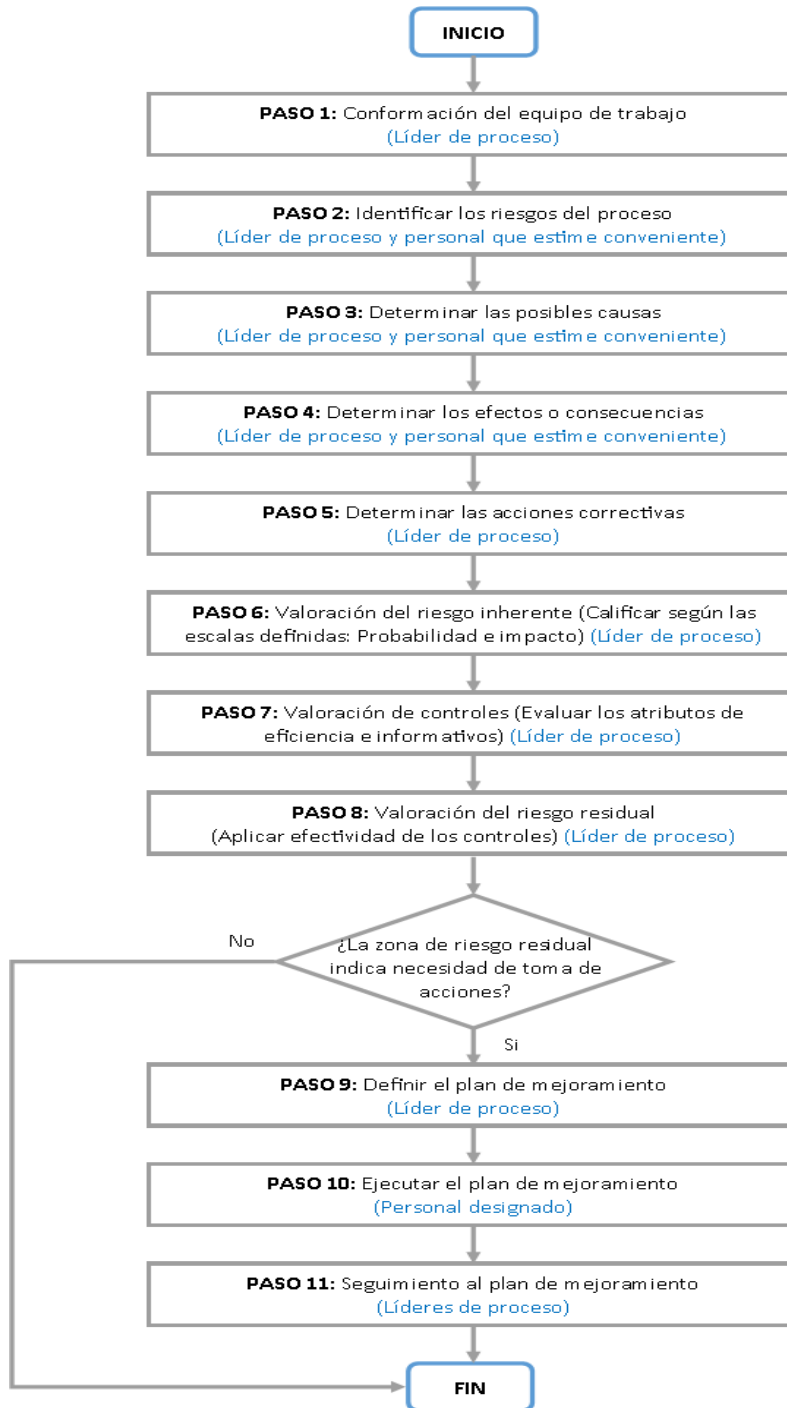 INICIO
PASO 1: Conformación del equipo de trabajo
(Líder de proceso)
PASO 2: Identificar los riesgos del proceso
(Líder de proceso y personal que estime conveniente)
PASO 3: Determinar las posibles causas
(Líder de proceso y personal que estime conveniente)
PASO 4: Determinar los efectos o consecuencias
(Líder de proceso y personal que estime conveniente)
PASO 5: Determinar las acciones correctivas
(Líder de proceso)
PASO 6: Valoración del riesgo inherente (Calificar según las
escalas definidas: Probabilidad e impacto) (Líder de proceso)
PASO 7: Valoración de controles (Evaluar los atributos de
eficiencia e informativos) (Líder de proceso)
PASO 8: Valoración del riesgo residual
(Aplicar efectividad de los controles) (Líder de proceso)
No
¿La zona de riesgo residual
indica necesidad de toma de
acciones?
Si
PASO 9: Definir el plan de mejoramiento
(Líder de proceso)
PASO 10: Ejecutar el plan de mejoramiento
(Personal designado)
PASO 11: Seguimiento al plan de mejoramiento
(Líderes de proceso)
FIN